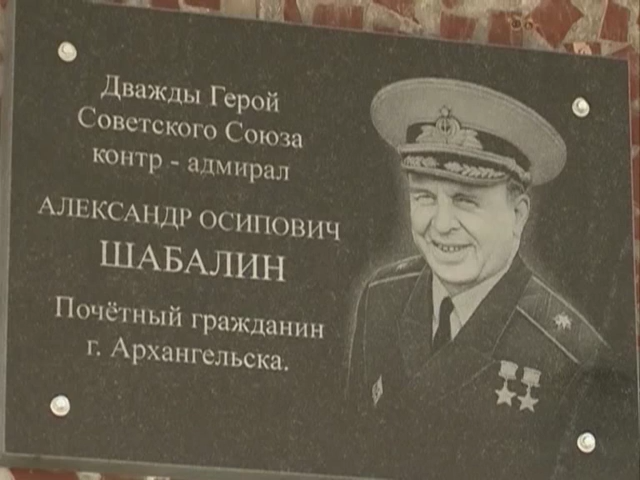 Дважды Герой
Советского Союза
контр - адмирал
АЛЕКСАНДР ОСИПОВИЧ
ШАБАЛИН
Почётный гражданин
г. Архангельска.